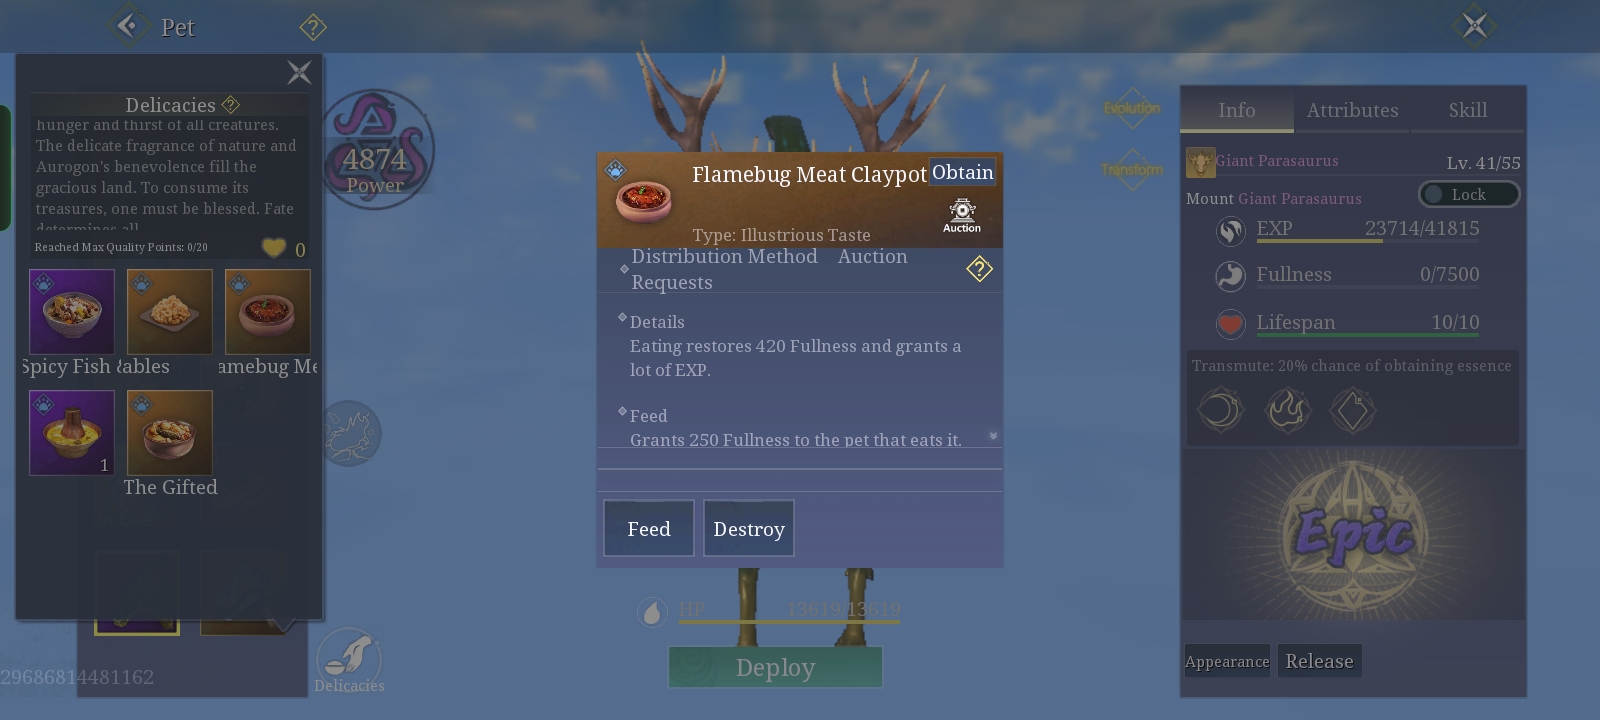 Pet
Delicacies
hunger and thirst of all creatures.
The delicate fragrance of nature and
Aurogon's benevolence fill the
gracious land. To consume its
treasures, one must be blessed. Fate
determines all
Reached Max Quality Points: 0/20
0
Spicy Fish &
ables
amebug Me
1
The Gifted
29686814481162
4874
Power
Delicacies
Flamebug Meat Claypot
Obtain
Auction
Type: Illustrious Taste
Distribution Method Auction
Requests
Details
Eating restores 420 Fullness and grants a
lot of EXP.
Feed
Grants 250 Fullness to the pet that eats it.
Feed
Destroy
HP 13619/13619
Deploy
Evolution
Transform
Info
Attributes
Skill
Giant Parasaurus
Lv. 41/55
Mount Giant Parasaurus
Lock
EXP 23714/41815
Fullness 0/7500
Lifespan 10/10
Transmute: 20% chance of obtaining essence
Epic
Appearance
Release